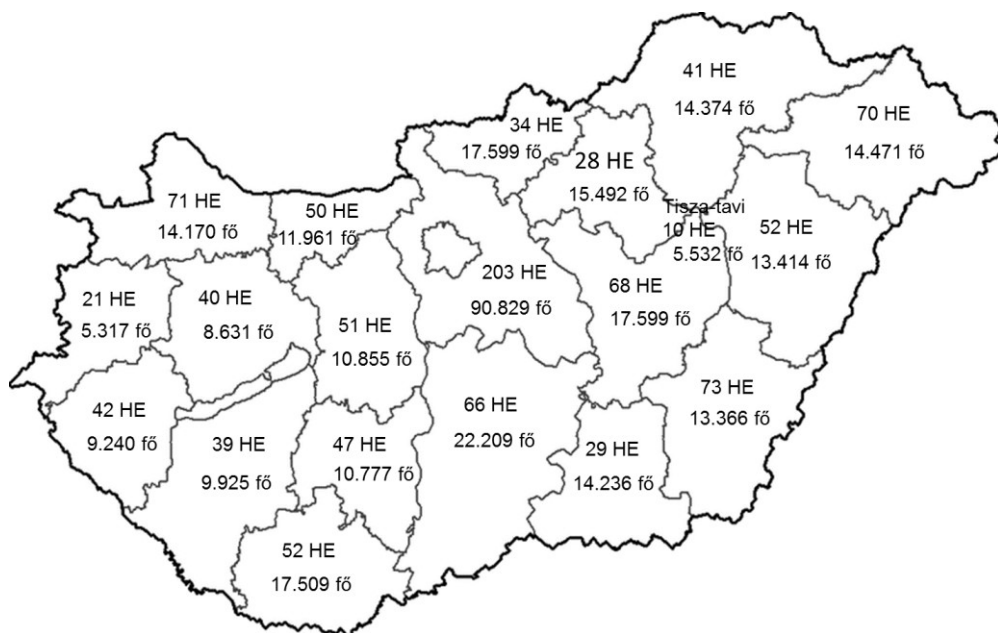 41 HE
14.374 fő
70 HE
14.471 fő
34 HE
17.599 fő
28 HE
15.492 fő
71 HE
14.170 fő
50 HE
11.961 fő
Tisza-tavi
10 HE
5.532 fő
52 HE
13.414 fő
203 HE
90.829 fő
68 HE
17.599 fő
21 HE
5.317 fő
40 HE
8.631 fő
51 HE
10.855 fő
73 HE
13.366 fő
42 HE
9.240 fő
39 HE
9.925 fő
47 HE
10.777 fő
66 HE
22.209 fő
29 HE
14.236 fő
52 HE
17.509 fő